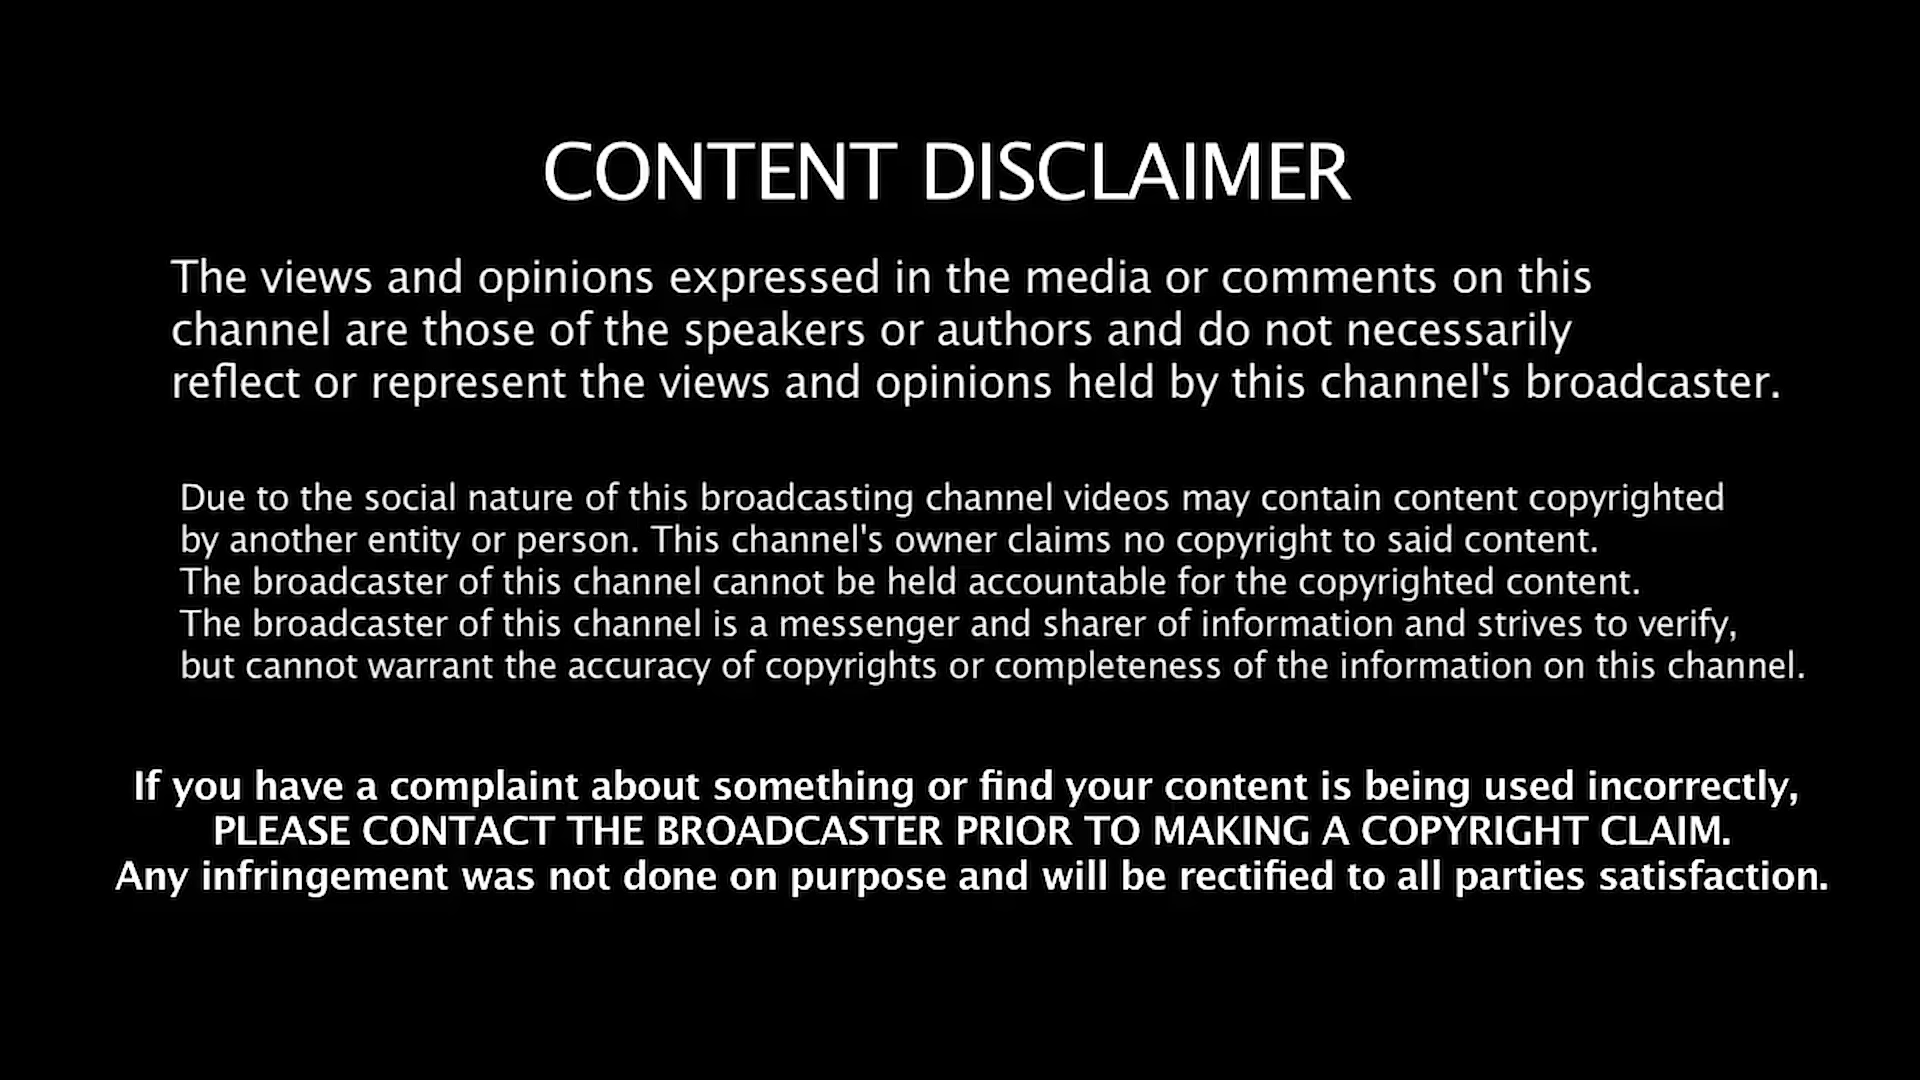 CONTENT DISCLAIMER
The views and opinions expressed in the media or comments on this
channel are those of the speakers or authors and do not necessarily
reflect or represent the views and opinions held by this channel's broadcaster.
Due to the social nature of this broadcasting channel videos may contain content copyrighted
by another entity or person. This channel's owner claims no copyright to said content.
The broadcaster of this channel cannot be held accountable for the copyrighted content.
The broadcaster of this channel is a messenger and sharer of information and strives to verify,
but cannot warrant the accuracy of copyrights or completeness of the information on this channel.
If you have a complaint about something or find your content is being used incorrectly,
PLEASE CONTACT THE BROADCASTER PRIOR TO MAKING A COPYRIGHT CLAIM.
Any infringement was not done on purpose and will be rectified to all parties satisfaction.